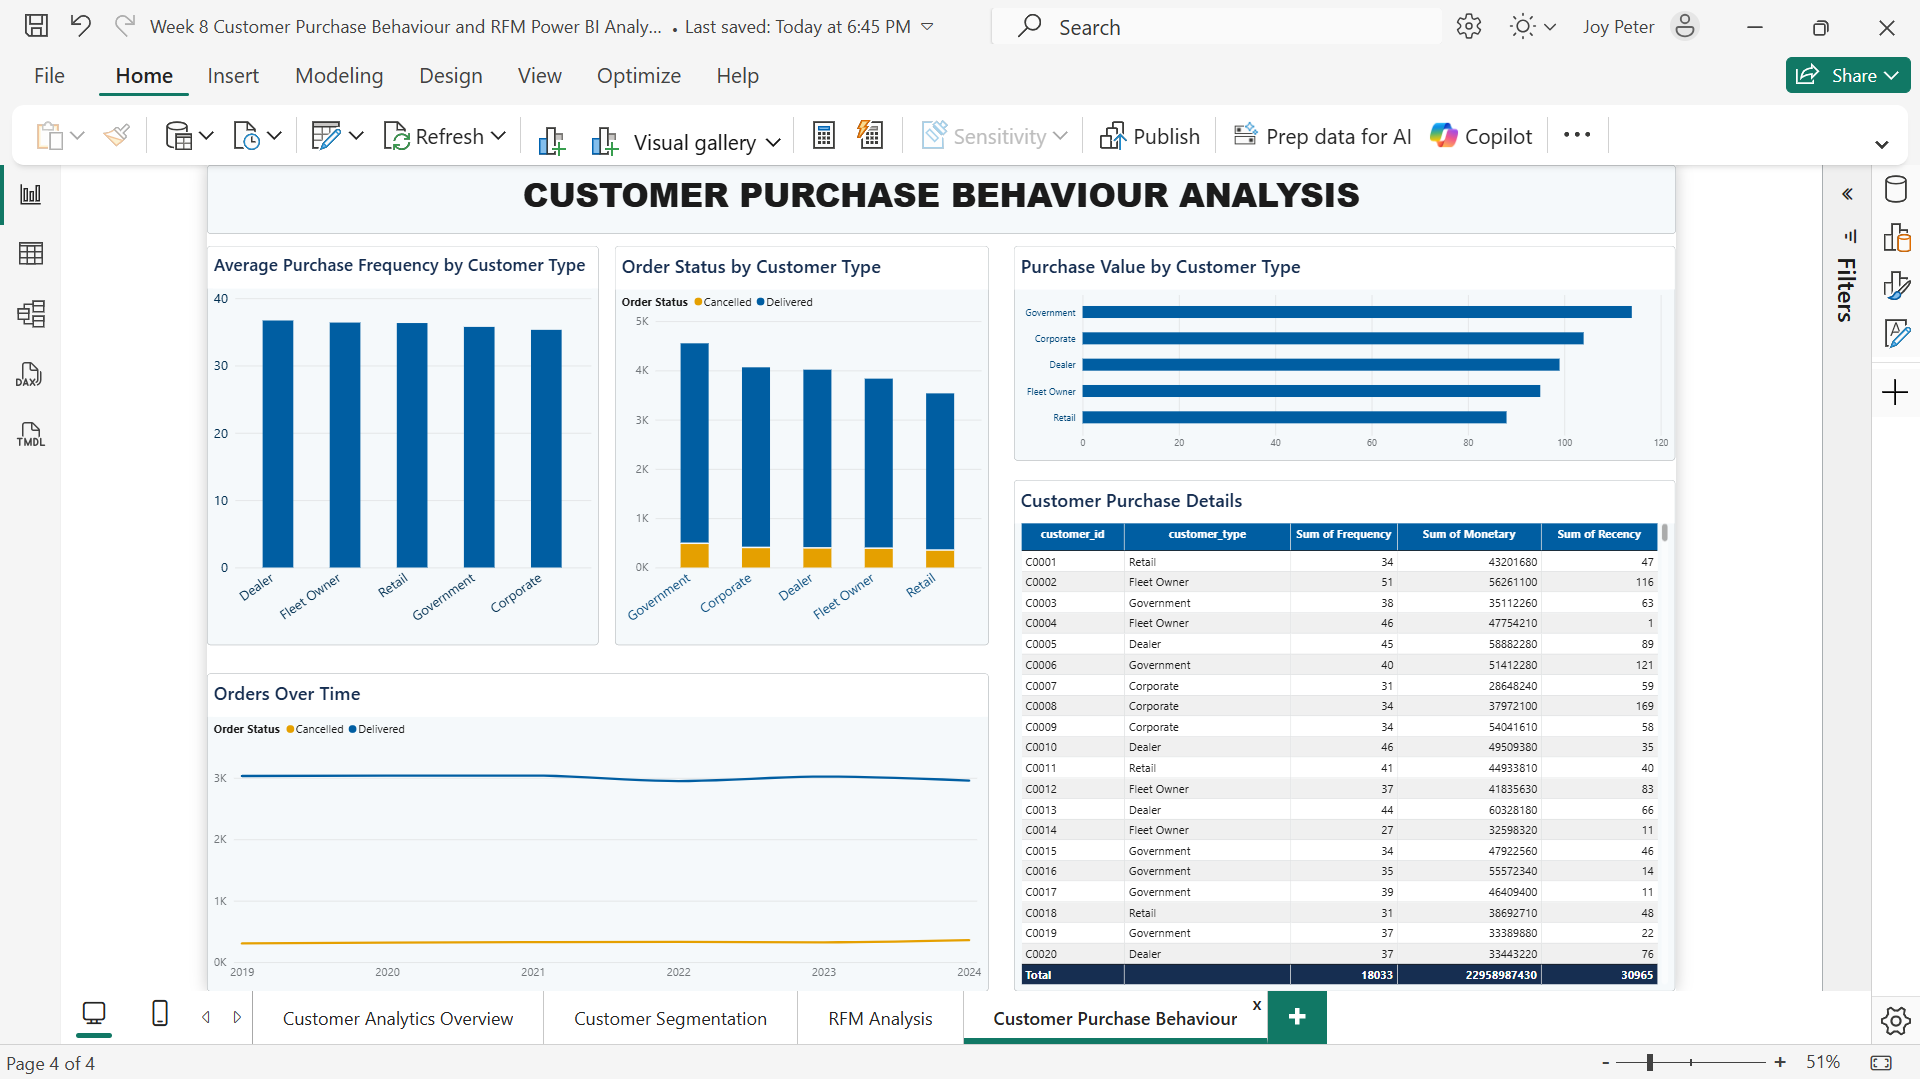 Week 8 Customer Purchase Behaviour and RFM Power BI Analy... • Last saved: Today at 6:45 PM
Search
Joy Peter
File Home Insert Modeling Design View Optimize Help
Share
Refresh
Visual gallery
Sensitivity
Publish
Prep data for AI
Copilot
DAX
TMDL
CUSTOMER PURCHASE BEHAVIOUR ANALYSIS
Average Purchase Frequency by Customer Type
40
30
20
10
0
Dealer Fleet Owner Retail Government Corporate
Order Status by Customer Type
Order Status Cancelled Delivered
5K
4K
3K
2K
1K
0K
Government Corporate Dealer Fleet Owner Retail
Purchase Value by Customer Type
Government
Corporate
Dealer
Fleet Owner
Retail
0 20 40 60 80 100 120
Orders Over Time
Order Status Cancelled Delivered
3K
2K
1K
0K
2019 2020 2021 2022 2023 2024
Customer Purchase Details
customer_id customer_type Sum of Frequency Sum of Monetary Sum of Recency
C0001 Retail 34 43201680 47
C0002 Fleet Owner 51 56261100 116
C0003 Government 38 35112260 63
C0004 Fleet Owner 46 47754210 1
C0005 Dealer 45 58882280 89
C0006 Government 40 51412280 121
C0007 Corporate 31 28648240 59
C0008 Corporate 34 37972100 169
C0009 Corporate 34 54041610 58
C0010 Dealer 46 49509380 35
C0011 Retail 41 44933810 40
C0012 Fleet Owner 37 41835630 83
C0013 Dealer 44 60328180 66
C0014 Fleet Owner 27 32598320 11
C0015 Government 34 47922560 46
C0016 Government 35 55572340 14
C0017 Government 39 46409400 11
C0018 Retail 31 38692710 48
C0019 Government 37 33389880 22
C0020 Dealer 37 33443220 76
Total 18033 22958987430 30965
Filters
Customer Analytics Overview
Customer Segmentation
RFM Analysis
Customer Purchase Behaviour
x
+
Page 4 of 4
- + 51%